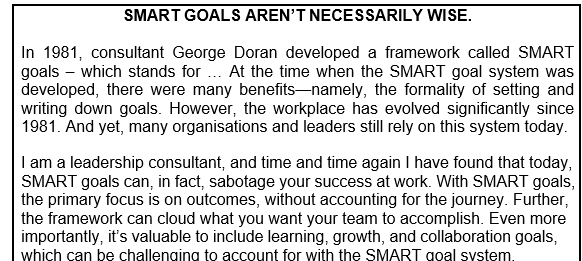 SMART GOALS AREN'T NECESSARILY WISE.
In 1981, consultant George Doran developed a framework called SMART
goals – which stands for … At the time when the SMART goal system was
developed, there were many benefits—namely, the formality of setting and
writing down goals. However, the workplace has evolved significantly since
1981. And yet, many organisations and leaders still rely on this system today.
I am a leadership consultant, and time and time again I have found that today,
SMART goals can, in fact, sabotage your success at work. With SMART goals,
the primary focus is on outcomes, without accounting for the journey. Further,
the framework can cloud what you want your team to accomplish. Even more
importantly, it's valuable to include learning, growth, and collaboration goals,
which can be challenging to account for with the SMART goal system.